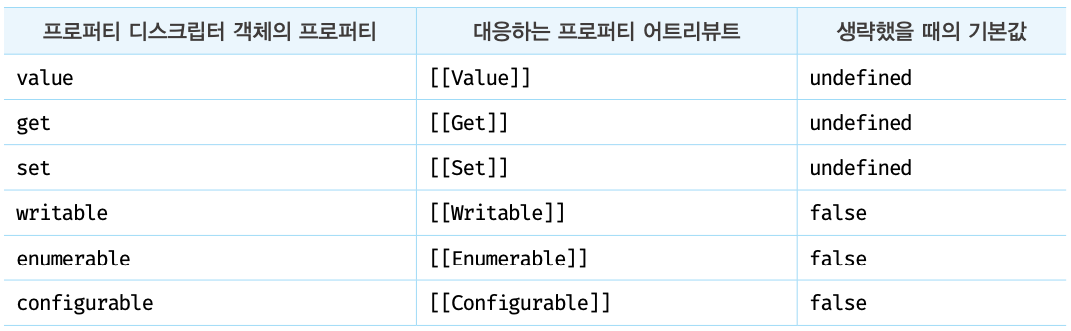 프로퍼티 디스크립터 객체의 프로퍼티 대응하는 프로퍼티 어트리뷰트 생략했을 때의 기본값
value [[Value]] undefined
get [[Get]] undefined
set [[Set]] undefined
writable [[Writable]] false
enumerable [[Enumerable]] false
configurable [[Configurable]] false